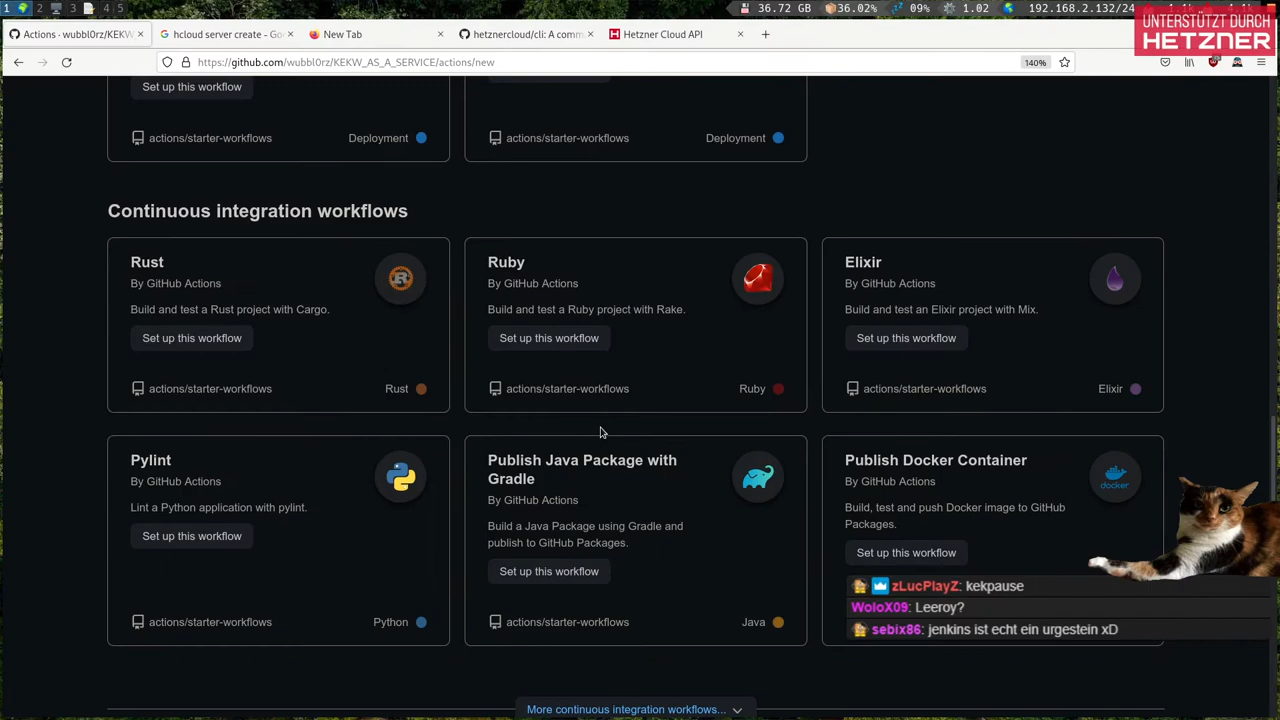 1 2 3 4 5
36.72 GB 36.02% 09% 1.02 192.168.2.132/24 1.1k 4.1k
UNTERSTÜTZT DURCH
HETZNER
Actions · wubbl0rz/KEKW
hcloud server create - Go
New Tab
hetznercloud/cli: A comm
Hetzner Cloud API
https://github.com/wubbl0rz/KEKW_AS_A_SERVICE/actions/new
140%
Set up this workflow
actions/starter-workflows Deployment
actions/starter-workflows Deployment
Continuous integration workflows
Rust
By GitHub Actions
Build and test a Rust project with Cargo.
Set up this workflow
actions/starter-workflows Rust
Ruby
By GitHub Actions
Build and test a Ruby project with Rake.
Set up this workflow
actions/starter-workflows Ruby
Elixir
By GitHub Actions
Build and test an Elixir project with Mix.
Set up this workflow
actions/starter-workflows Elixir
Pylint
By GitHub Actions
Lint a Python application with pylint.
Set up this workflow
actions/starter-workflows Python
Publish Java Package with
Gradle
By GitHub Actions
Build a Java Package using Gradle and
publish to GitHub Packages.
Set up this workflow
actions/starter-workflows Java
Publish Docker Container
By GitHub Actions
docker
Build, test and push Docker image to GitHub
Packages.
Set up this workflow
zLucPlayZ: kekpause
WoloX09: Leeroy?
sebix86: jenkins ist echt ein urgestein xD
More continuous integration workflows...